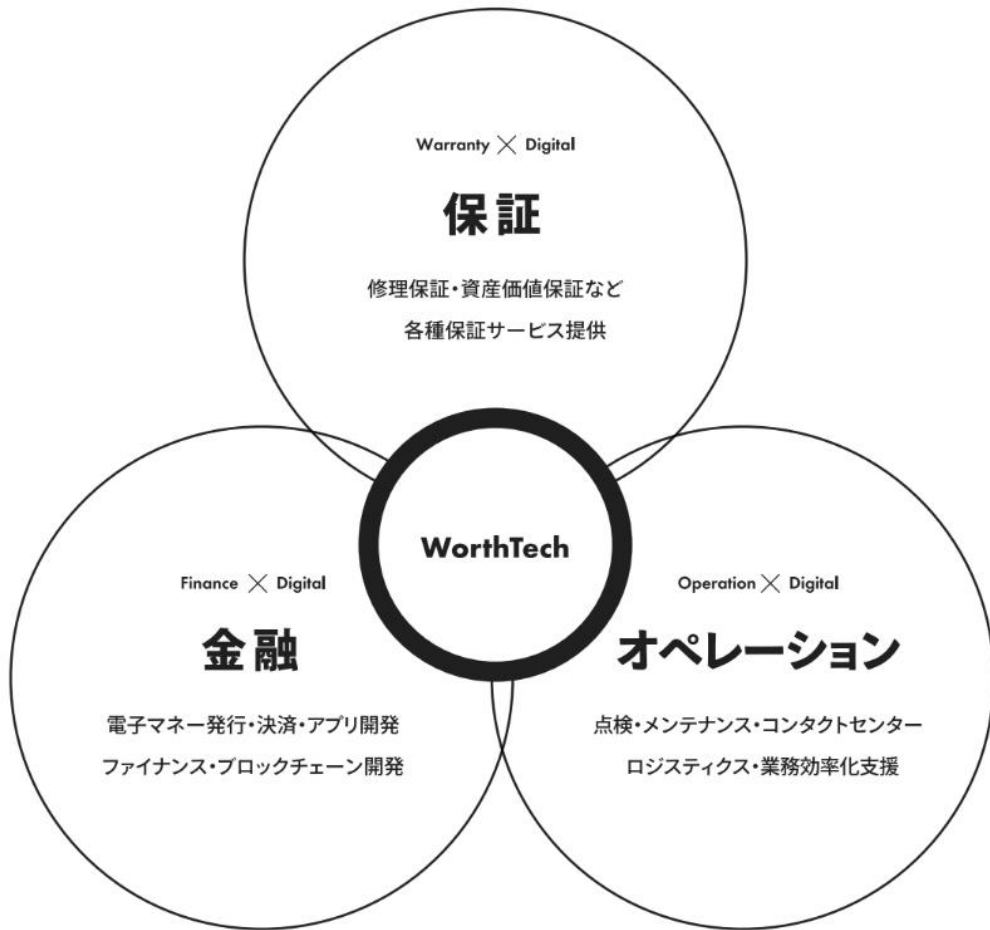 Warranty × Digital
保証
修理保証・資産価値保証など
各種保証サービス提供
WorthTech
Finance × Digital
金融
電子マネー発行・決済・アプリ開発
ファイナンス・ブロックチェーン開発
Operation × Digital
オペレーション
点検・メンテナンス・コンタクトセンター
ロジスティクス・業務効率化支援